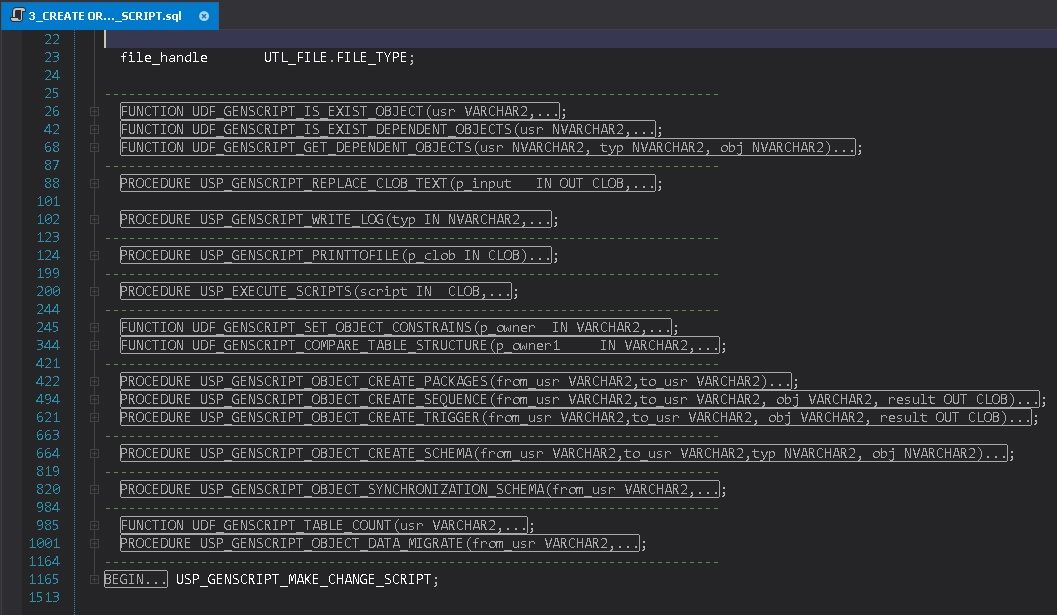 3_CREATE OR..._SCRIPT.sql
22
23 file_handle UTL_FILE.FILE_TYPE;
24
25 --------------------------------------------------------------------------------
26 FUNCTION UDF_GENSCRIPT_IS_EXIST_OBJECT(usr VARCHAR2,...;
42 FUNCTION UDF_GENSCRIPT_IS_EXIST_DEPENDENT_OBJECTS(usr NVARCHAR2,...;
68 FUNCTION UDF_GENSCRIPT_GET_DEPENDENT_OBJECTS(usr NVARCHAR2, typ NVARCHAR2, obj NVARCHAR2)...;
87 --------------------------------------------------------------------------------
88 PROCEDURE USP_GENSCRIPT_REPLACE_CLOB_TEXT(p_input IN OUT CLOB,...;
101
102 PROCEDURE USP_GENSCRIPT_WRITE_LOG(typ IN NVARCHAR2,...;
123 --------------------------------------------------------------------------------
124 PROCEDURE USP_GENSCRIPT_PRINTTOFILE(p_clob IN CLOB)...;
199 --------------------------------------------------------------------------------
200 PROCEDURE USP_EXECUTE_SCRIPTS(script IN CLOB,...;
244 --------------------------------------------------------------------------------
245 FUNCTION UDF_GENSCRIPT_SET_OBJECT_CONSTRAINS(p_owner IN VARCHAR2,...;
344 FUNCTION UDF_GENSCRIPT_COMPARE_TABLE_STRUCTURE(p_owner1 IN VARCHAR2,...;
421 --------------------------------------------------------------------------------
422 PROCEDURE USP_GENSCRIPT_OBJECT_CREATE_PACKAGES(from_usr VARCHAR2,to_usr VARCHAR2)...;
494 PROCEDURE USP_GENSCRIPT_OBJECT_CREATE_SEQUENCE(from_usr VARCHAR2,to_usr VARCHAR2, obj VARCHAR2, result OUT CLOB)...;
621 PROCEDURE USP_GENSCRIPT_OBJECT_CREATE_TRIGGER(from_usr VARCHAR2,to_usr VARCHAR2, obj VARCHAR2, result OUT CLOB)...;
663 --------------------------------------------------------------------------------
664 PROCEDURE USP_GENSCRIPT_OBJECT_CREATE_SCHEMA(from_usr VARCHAR2,to_usr VARCHAR2,typ NVARCHAR2, obj NVARCHAR2)...;
819 --------------------------------------------------------------------------------
820 PROCEDURE USP_GENSCRIPT_OBJECT_SYNCHRONIZATION_SCHEMA(from_usr VARCHAR2,...;
984 --------------------------------------------------------------------------------
985 FUNCTION UDF_GENSCRIPT_TABLE_COUNT(usr VARCHAR2,...;
1001 PROCEDURE USP_GENSCRIPT_OBJECT_DATA_MIGRATE(from_usr VARCHAR2,...;
1164 --------------------------------------------------------------------------------
1165 BEGIN... USP_GENSCRIPT_MAKE_CHANGE_SCRIPT;
1513